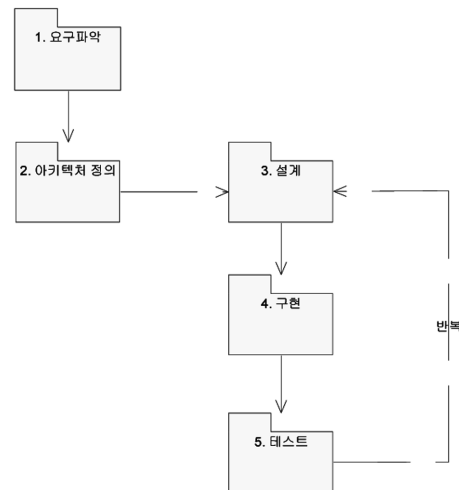 1. 요구파악
2. 아키텍처 정의
3. 설계
4. 구현
반복
5. 테스트